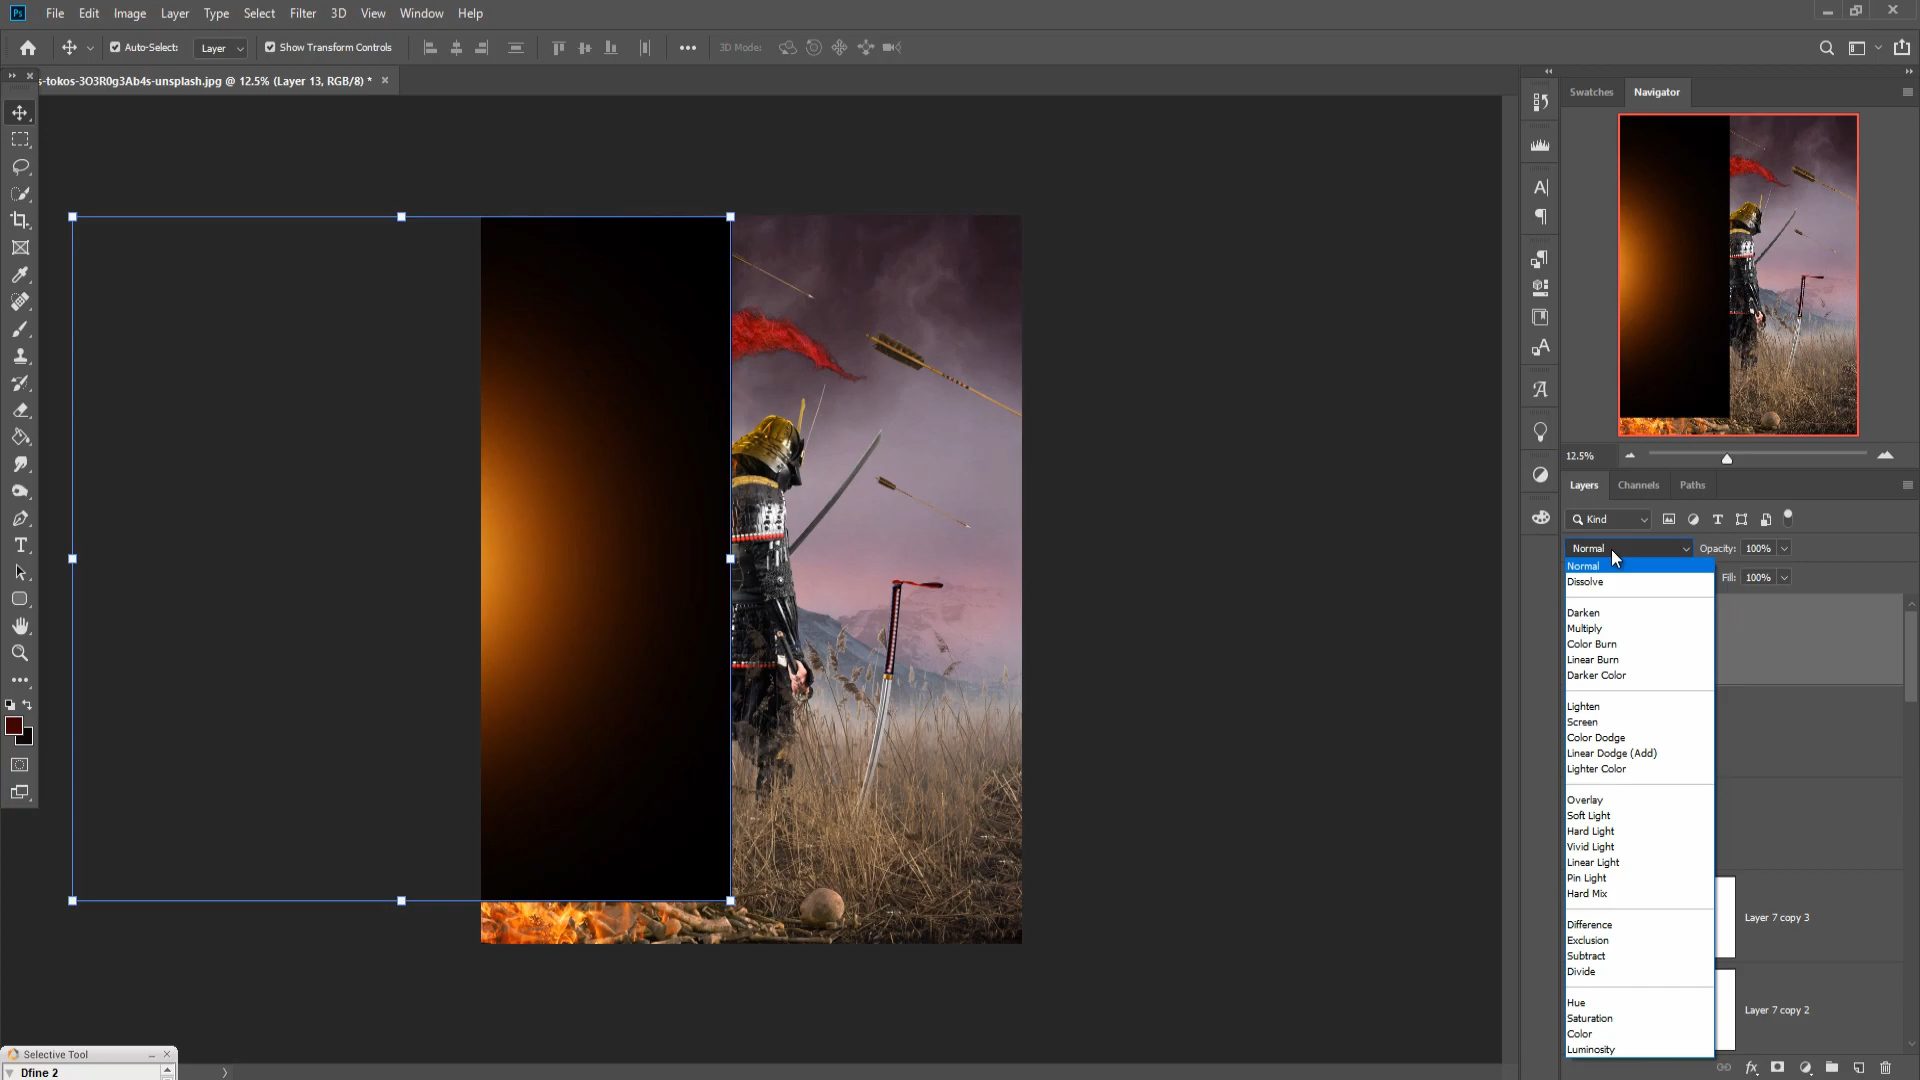 Ps File Edit Image Layer Type Select Filter 3D View Window Help
Auto-Select: Layer Show Transform Controls 3D Mode:
s-tokos-3O3R0g3Ab4s-unsplash.jpg @ 12.5% (Layer 13, RGB/8) *
Swatches Navigator
12.5%
Layers Channels Paths
Kind
Normal Opacity: 100%
Fill: 100%
Normal
Dissolve
Darken
Multiply
Color Burn
Linear Burn
Darker Color
Lighten
Screen
Color Dodge
Linear Dodge (Add)
Lighter Color
Overlay
Soft Light
Hard Light
Vivid Light
Linear Light
Pin Light
Hard Mix
Difference
Exclusion
Subtract
Divide
Hue
Saturation
Color
Luminosity
Layer 7 copy 3
Layer 7 copy 2
Selective Tool
Dfine 2